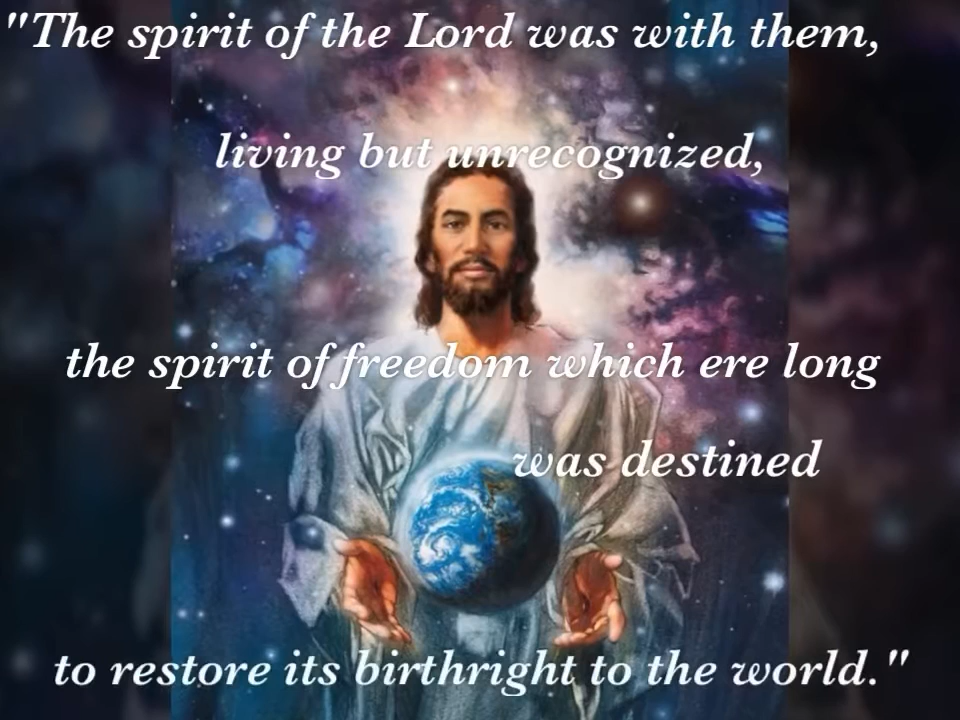 "The spirit of the Lord was with them,
living but unrecognized,
the spirit of freedom which ere long
was destined
to restore its birthright to the world."